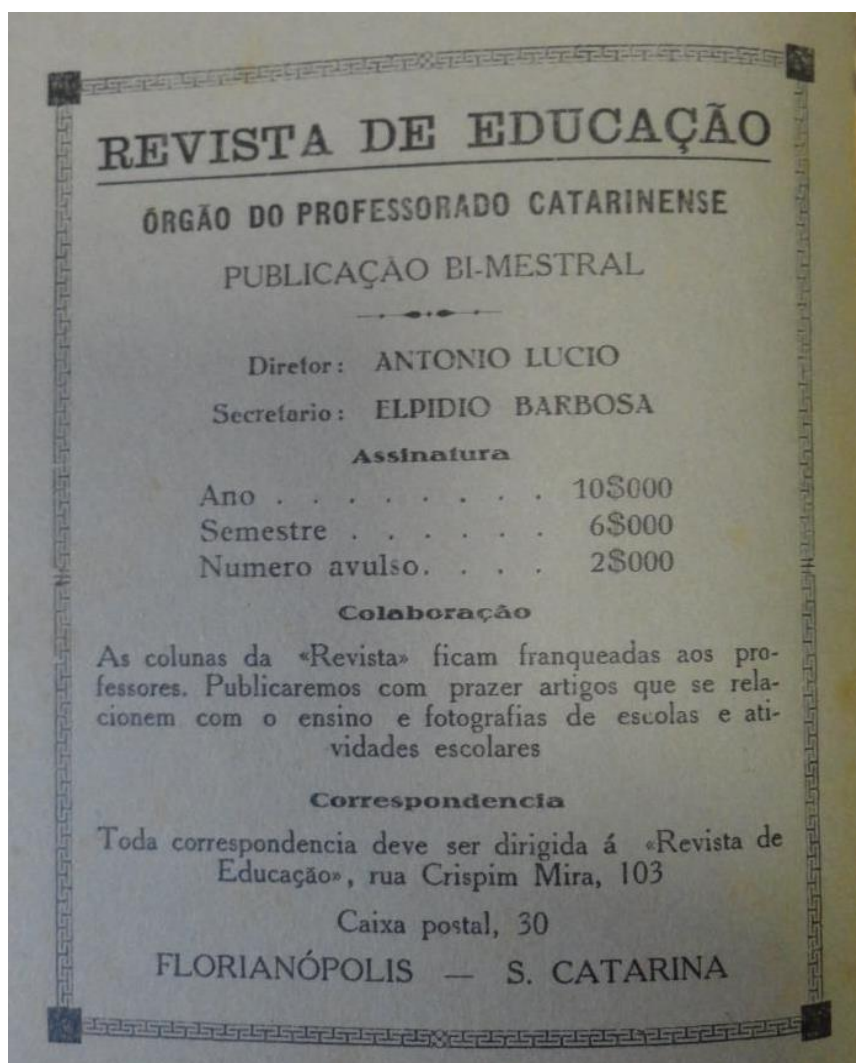 REVISTA DE EDUCAÇÃO
ÓRGÃO DO PROFESSORADO CATARINENSE
PUBLICAÇÃO BI-MESTRAL
Diretor: ANTONIO LUCIO
Secretario: ELPIDIO BARBOSA
Assinatura
Ano . . . . . . . . 10$000
Semestre . . . . . . 6$000
Numero avulso. . . . 2$000
Colaboração
As colunas da «Revista» ficam franqueadas aos pro-
fessores. Publicaremos com prazer artigos que se rela-
cionem com o ensino e fotografias de escolas e ati-
vidades escolares
Correspondencia
Toda correspondencia deve ser dirigida á «Revista de
Educação», rua Crispim Mira, 103
Caixa postal, 30
FLORIANÓPOLIS — S. CATARINA